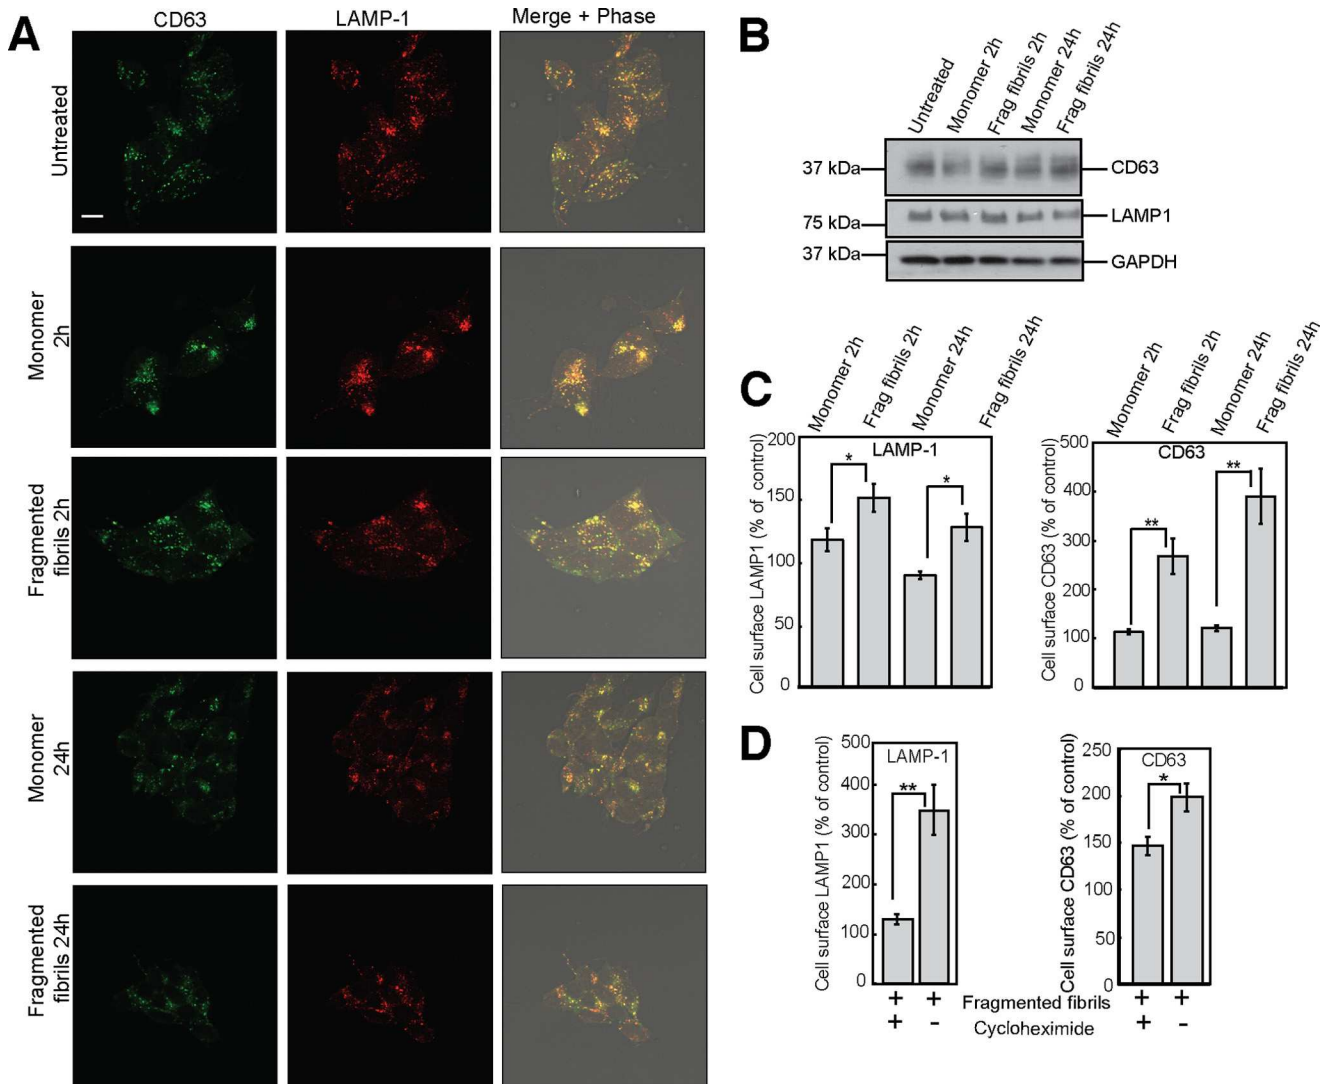 A
CD63
LAMP-1
Merge + Phase
Untreated
Monomer
2h
Fragmented
fibrils 2h
Monomer
24h
Fragmented
fibrils 24h
B
Untreated
Monomer 2h
Frag fibrils 2h
Monomer 24h
Frag fibrils 24h
37 kDa
CD63
75 kDa
LAMP1
37 kDa
GAPDH
C
Monomer 2h
Frag fibrils 2h
Monomer 24h
Frag fibrils 24h
LAMP-1
Cell surface LAMP1 (% of control)
200
150
100
50
0
*
*
Monomer 2h
Frag fibrils 2h
Monomer 24h
Frag fibrils 24h
CD63
Cell surface CD63 (% of control)
500
400
300
200
100
0
**
**
D
LAMP-1
Cell surface LAMP1 (% of control)
500
400
300
200
100
0
**
CD63
Cell surface CD63 (% of control)
250
200
150
100
50
0
*
+ + Fragmented fibrils + +
+ - Cycloheximide + -